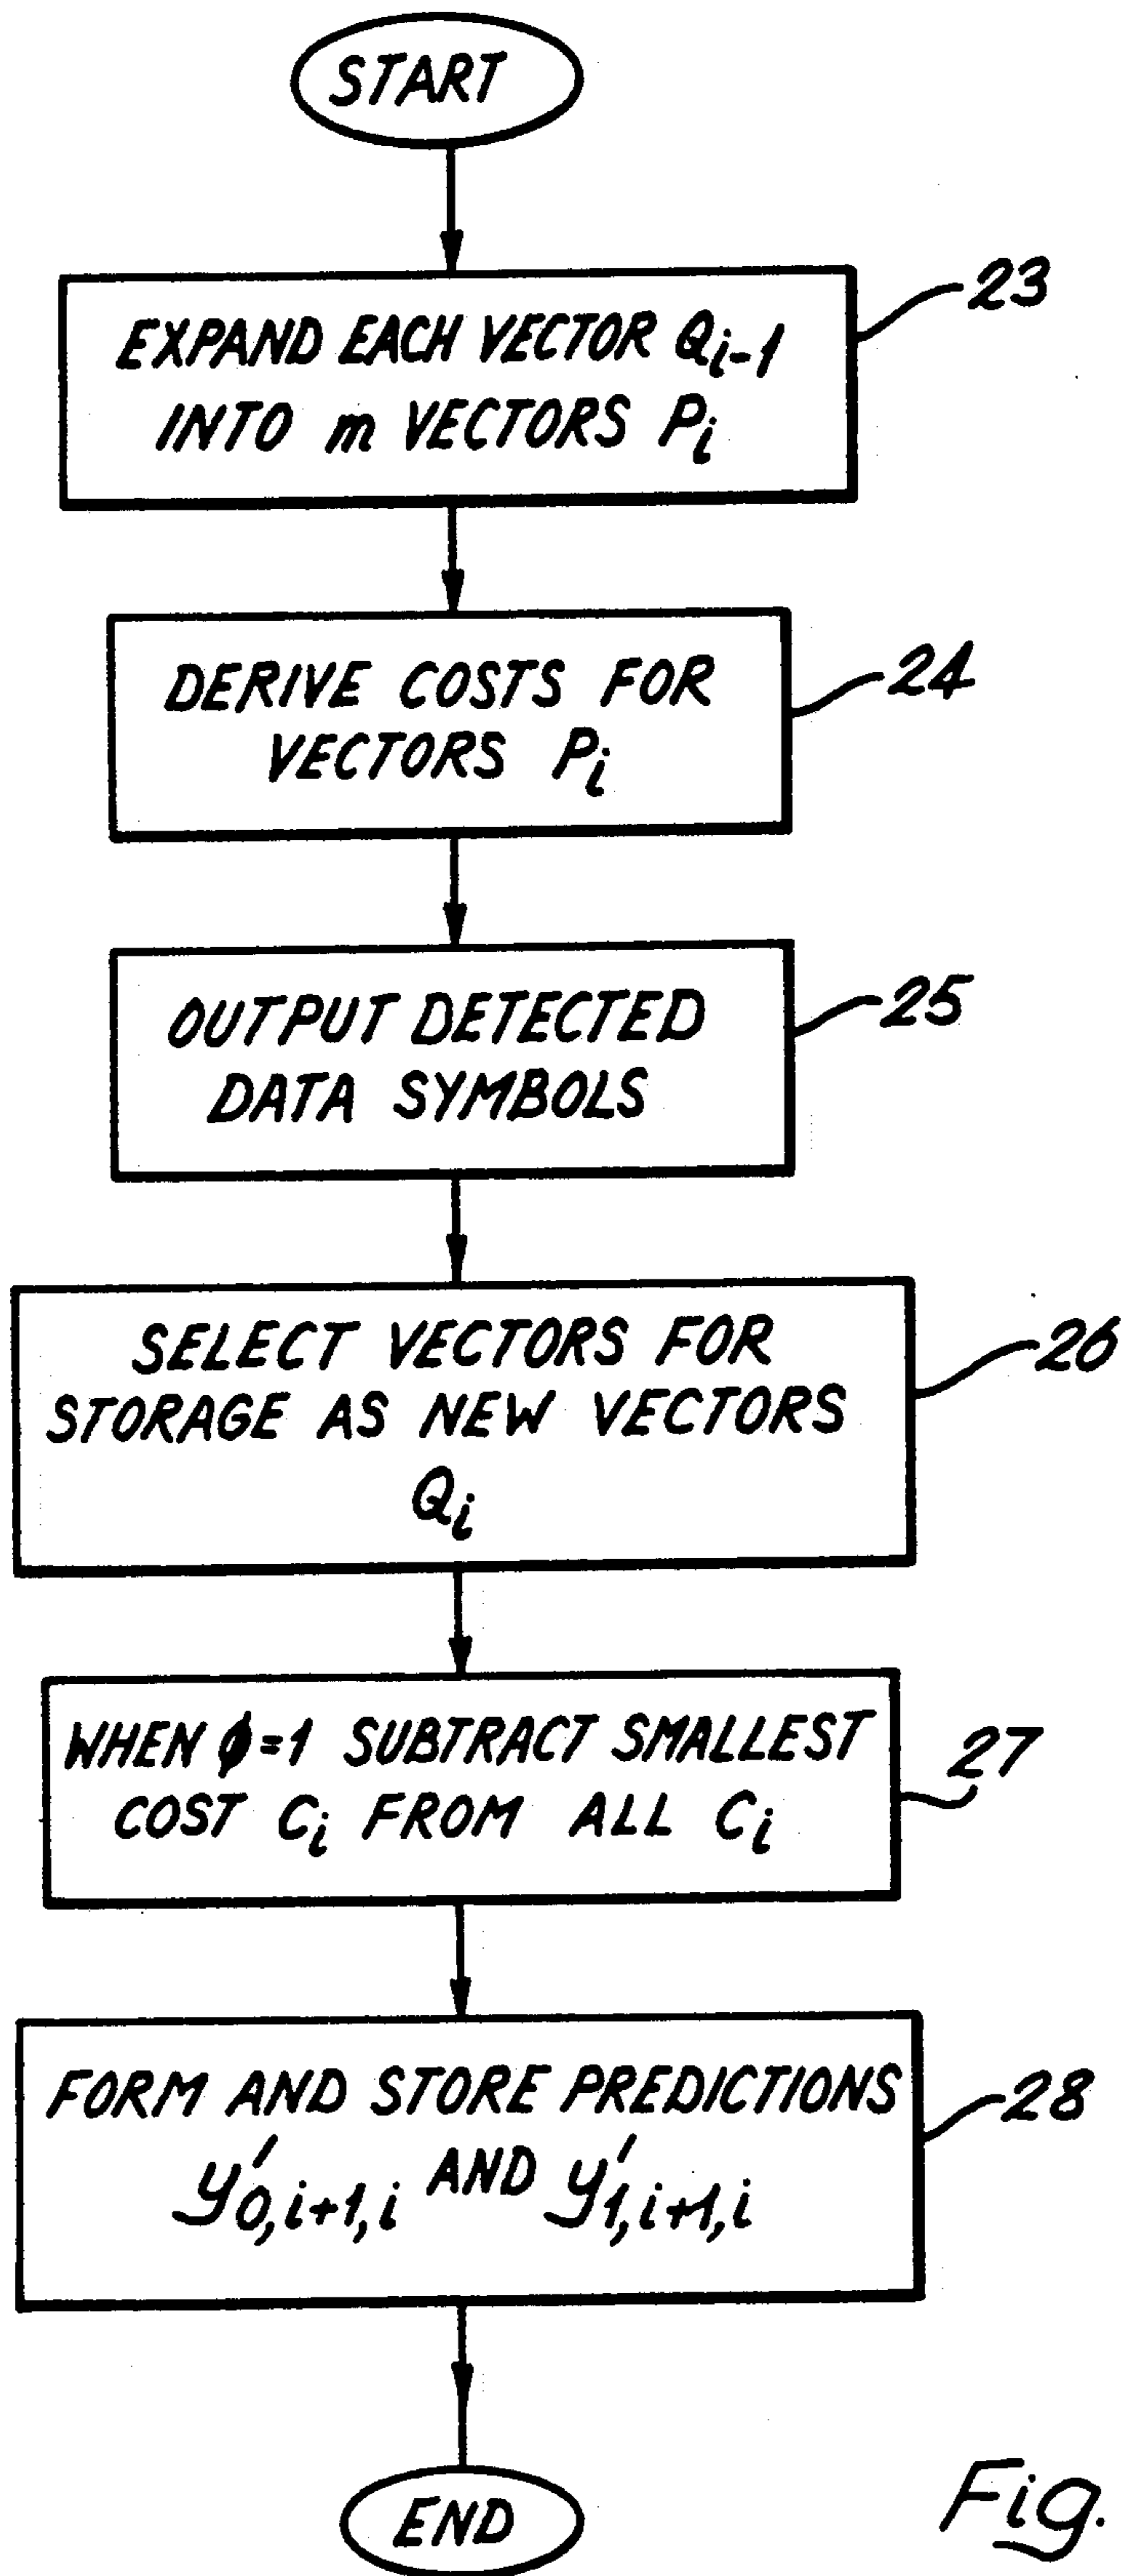 START
EXPAND EACH VECTOR Qi-1
INTO m VECTORS Pi
23
DERIVE COSTS FOR
VECTORS Pi
24
OUTPUT DETECTED
DATA SYMBOLS
25
SELECT VECTORS FOR
STORAGE AS NEW VECTORS
Qi
26
WHEN ϕ=1 SUBTRACT SMALLEST
COST Ci FROM ALL Ci
27
FORM AND STORE PREDICTIONS
y'0,i+1,i AND y'1,i+1,i
28
END
Fig.